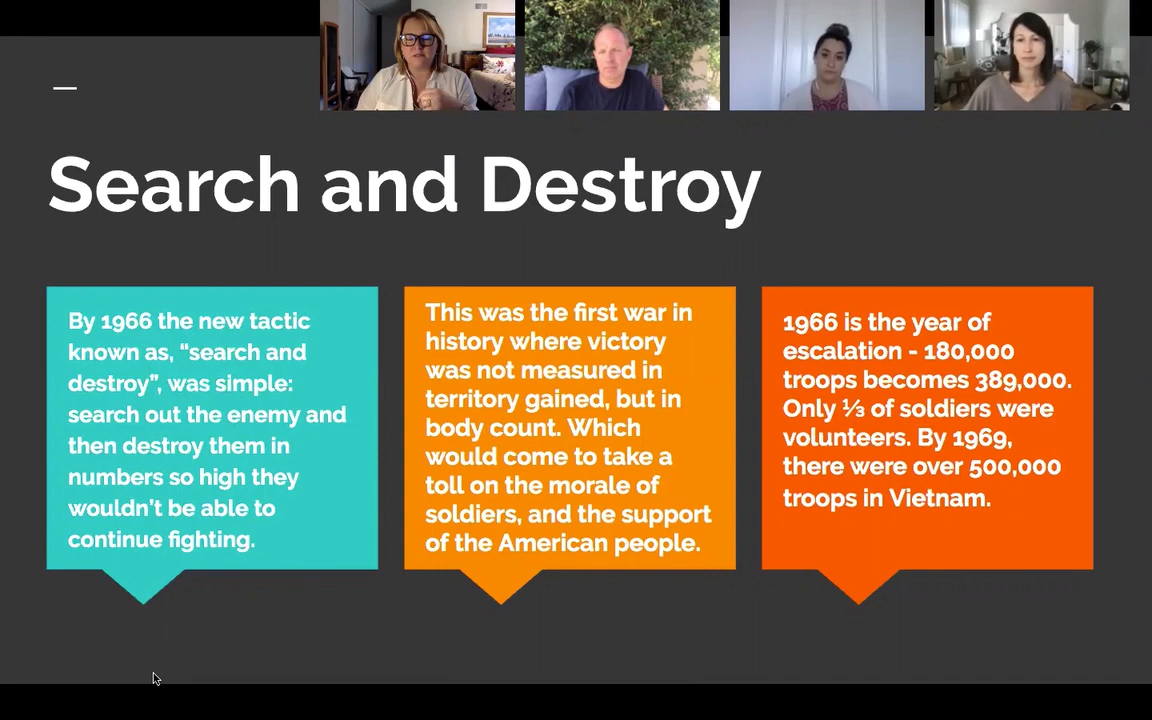 Search and Destroy
By 1966 the new tactic
known as, “search and
destroy”, was simple:
search out the enemy and
then destroy them in
numbers so high they
wouldn’t be able to
continue fighting.
This was the first war in
history where victory
was not measured in
territory gained, but in
body count. Which
would come to take a
toll on the morale of
soldiers, and the support
of the American people.
1966 is the year of
escalation - 180,000
troops becomes 389,000.
Only ⅓ of soldiers were
volunteers. By 1969,
there were over 500,000
troops in Vietnam.